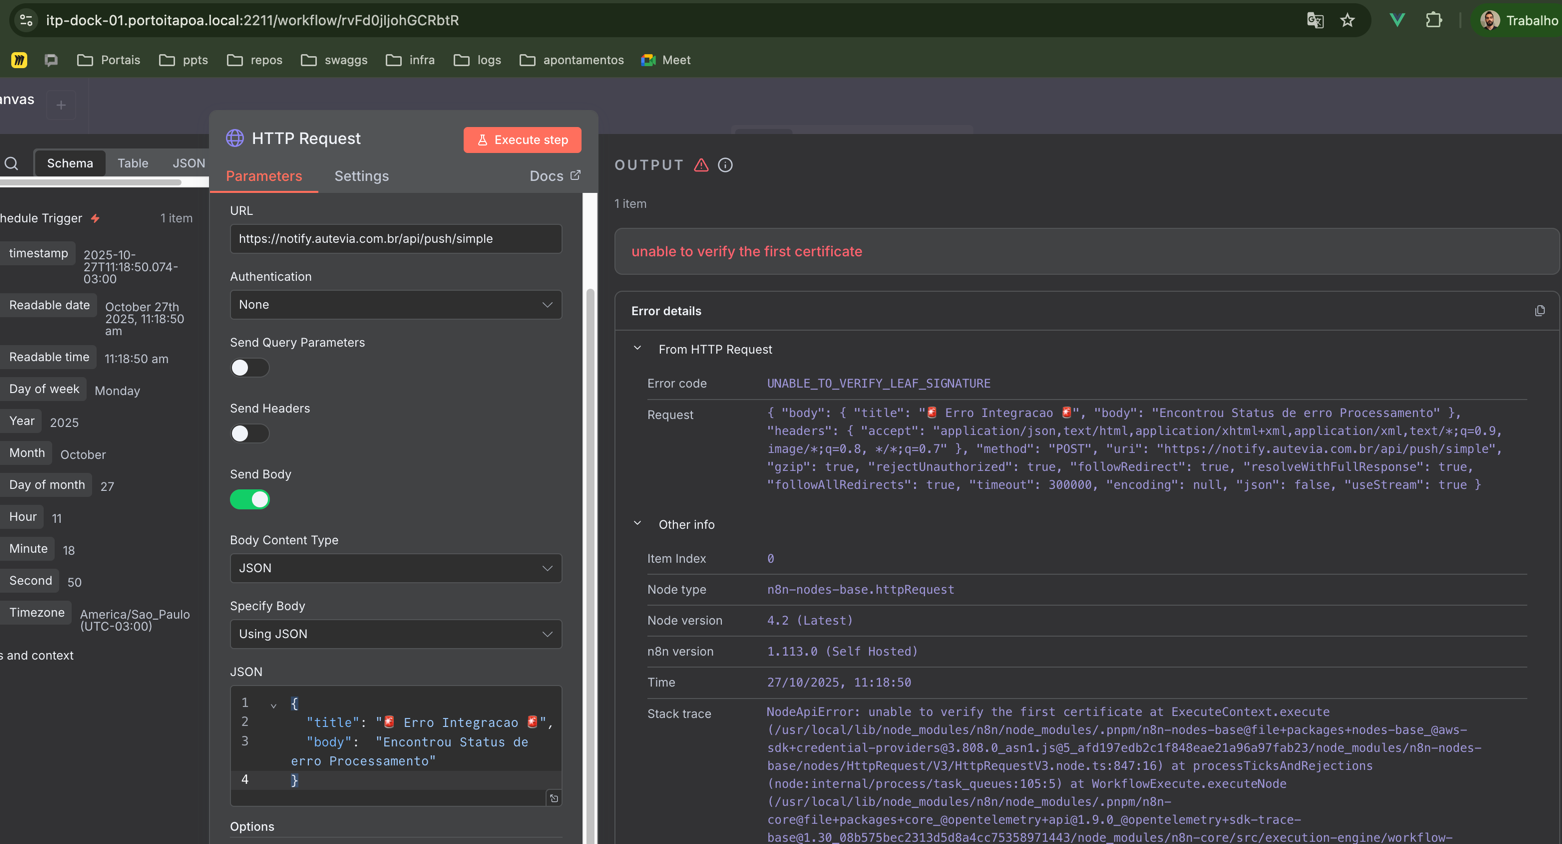 itp-dock-01.portoitapoa.local:2211/workflow/rvFd0jljohGCRbtR
Trabalho
Portais
ppts
repos
swaggs
infra
logs
apontamentos
Meet
anvas
+
HTTP Request
Execute step
Parameters
Settings
Docs
Schema
Table
JSON
hedule Trigger
1 item
timestamp
2025-10-
27T11:18:50.074-
03:00
Readable date
October 27th
2025, 11:18:50
am
Readable time
11:18:50 am
Day of week
Monday
Year
2025
Month
October
Day of month
27
Hour
11
Minute
18
Second
50
Timezone
America/Sao_Paulo
(UTC-03:00)
s and context
URL
https://notify.autevia.com.br/api/push/simple
Authentication
None
Send Query Parameters
Send Headers
Send Body
Body Content Type
JSON
Specify Body
Using JSON
JSON
1 {
2 "title": "🚨 Erro Integracao 🚨",
3 "body": "Encontrou Status de
erro Processamento"
4 }
Options
OUTPUT
1 item
unable to verify the first certificate
Error details
From HTTP Request
Error code
UNABLE_TO_VERIFY_LEAF_SIGNATURE
Request
{ "body": { "title": "🚨 Erro Integracao 🚨", "body": "Encontrou Status de erro Processamento" },
"headers": { "accept": "application/json,text/html,application/xhtml+xml,application/xml,text/*;q=0.9,
image/*;q=0.8, */*;q=0.7" }, "method": "POST", "uri": "https://notify.autevia.com.br/api/push/simple",
"gzip": true, "rejectUnauthorized": true, "followRedirect": true, "resolveWithFullResponse": true,
"followAllRedirects": true, "timeout": 300000, "encoding": null, "json": false, "useStream": true }
Other info
Item Index
0
Node type
n8n-nodes-base.httpRequest
Node version
4.2 (Latest)
n8n version
1.113.0 (Self Hosted)
Time
27/10/2025, 11:18:50
Stack trace
NodeApiError: unable to verify the first certificate at ExecuteContext.execute
(/usr/local/lib/node_modules/n8n/node_modules/.pnpm/n8n-nodes-base@file+packages+nodes-base_@aws-
sdk+credential-providers@3.808.0_asn1.js@5_afd197edb2c1f848eae21a96a97fab23/node_modules/n8n-nodes-
base/nodes/HttpRequest/V3/HttpRequestV3.node.ts:847:16) at processTicksAndRejections
(node:internal/process/task_queues:105:5) at WorkflowExecute.executeNode
(/usr/local/lib/node_modules/n8n/node_modules/.pnpm/n8n-
core@file+packages+core_@opentelemetry+api@1.9.0_@opentelemetry+sdk-trace-
base@1.30_08b575bec2313d5d8a4cc75358971443/node_modules/n8n-core/src/execution-engine/workflow-